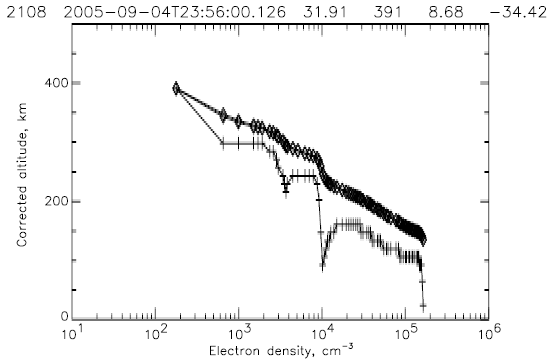 2108 2005-09-04T23:56:00.126 31.91 391 8.68 -34.42
400
200
0
Corrected altitude, km
10^1 10^2 10^3 10^4 10^5 10^6
Electron density, cm^-3